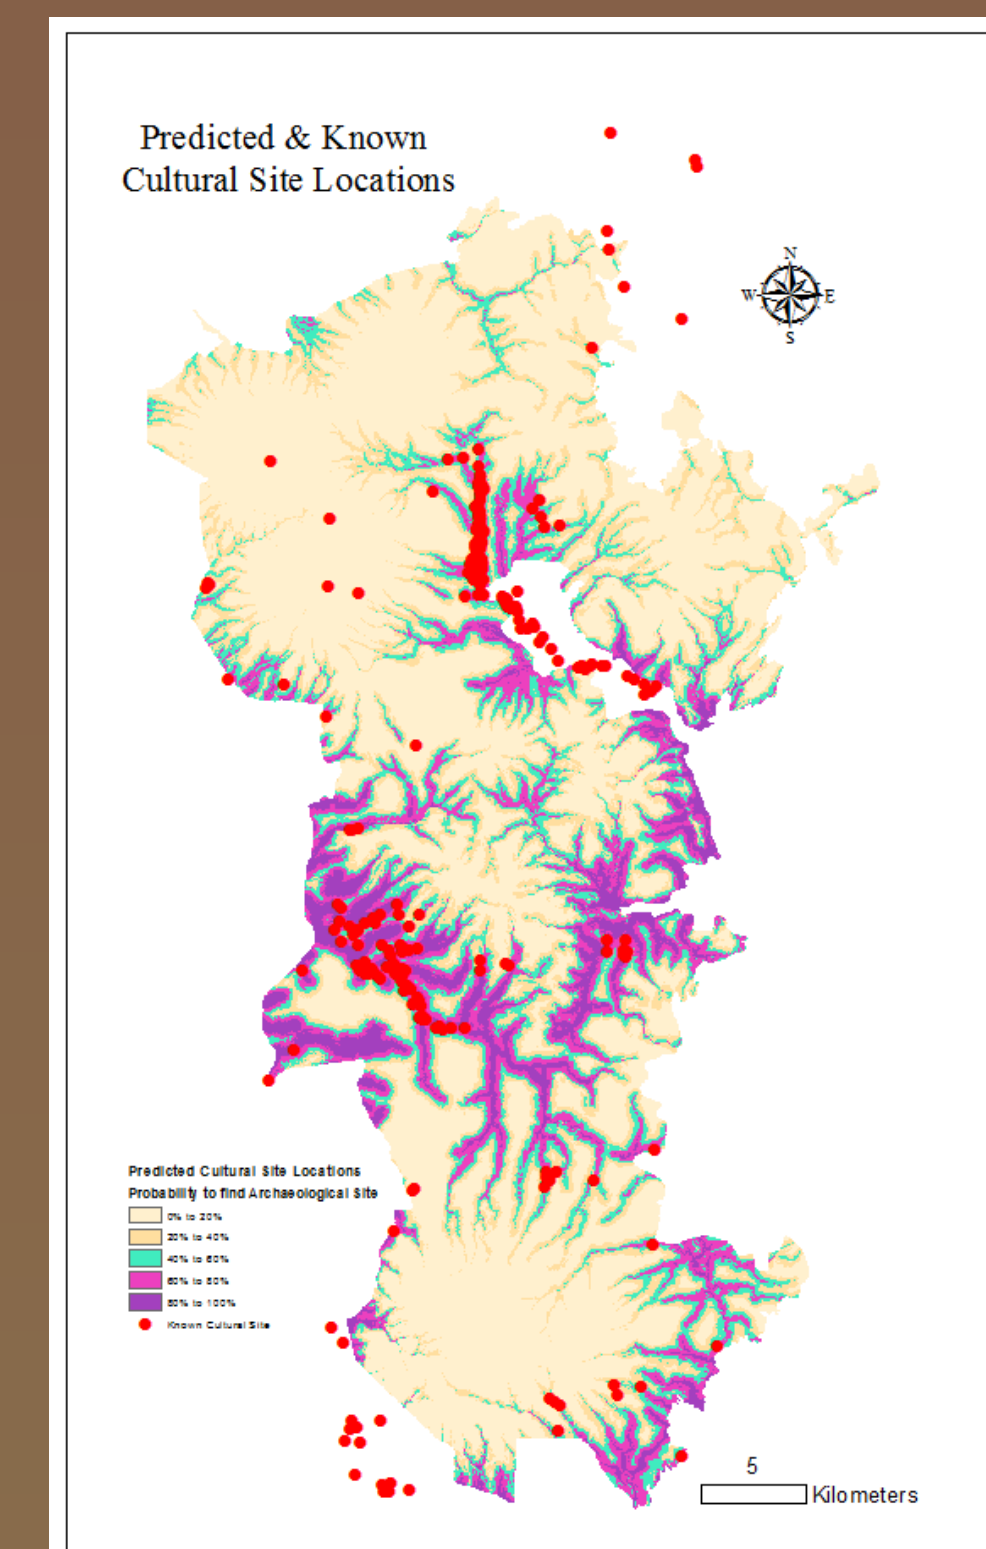 Predicted & Known
Cultural Site Locations
N
W
E
S
Predicted Cultural Site Locations
Probability to find Archaeological Site
0% to 20%
20% to 40%
40% to 60%
60% to 80%
80% to 100%
Known Cultural Site
5
Kilometers